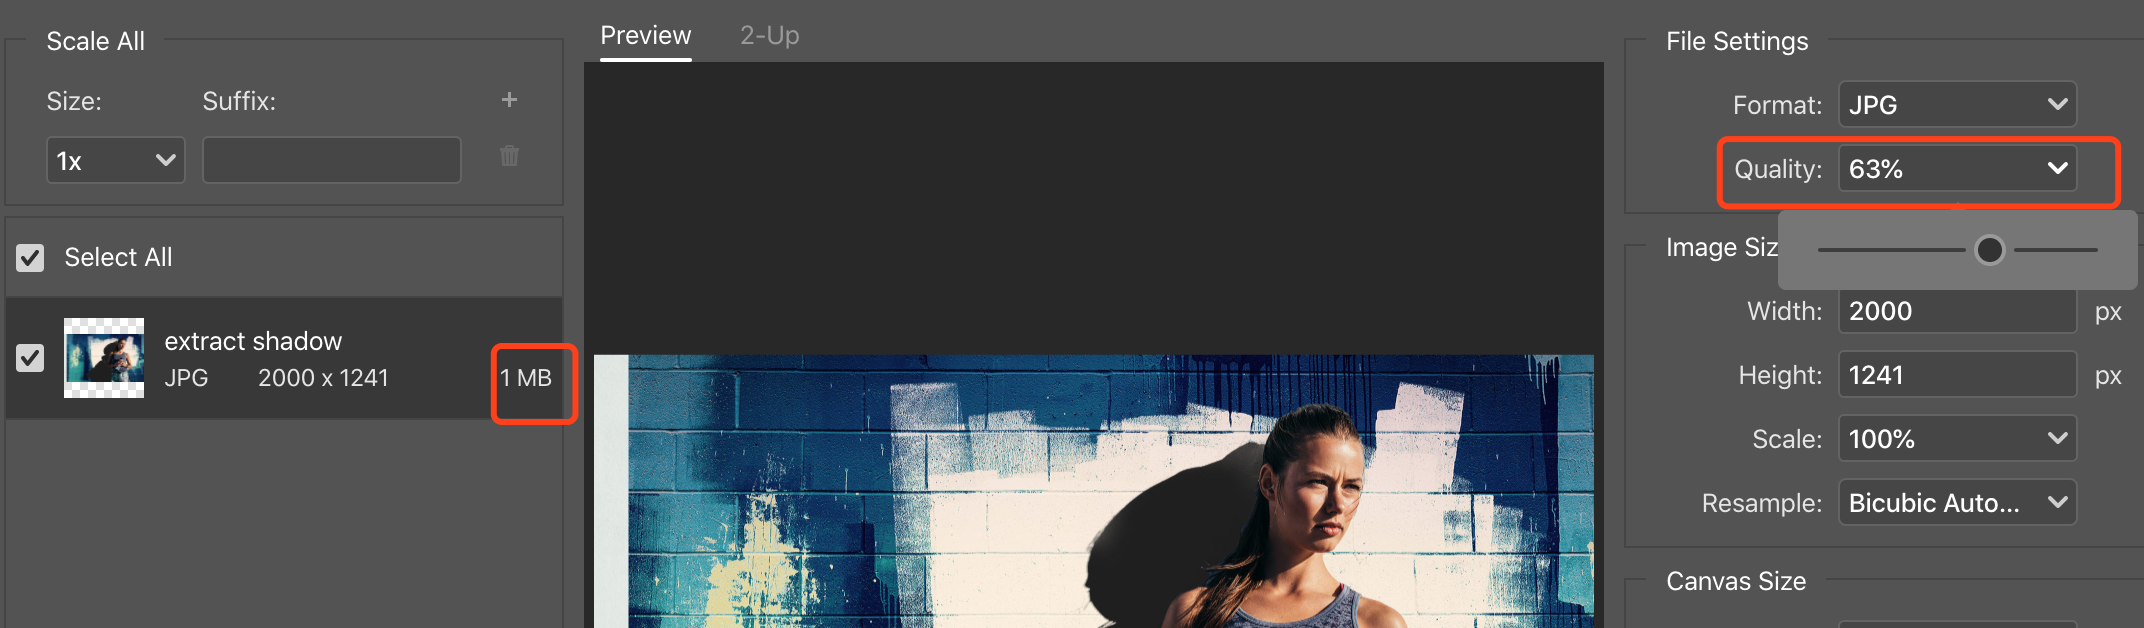 Scale All
Size: Suffix: +
1x
Select All
extract shadow
JPG 2000 x 1241 1 MB
Preview 2-Up
File Settings
Format: JPG
Quality: 63%
Image Siz
Width: 2000 px
Height: 1241 px
Scale: 100%
Resample: Bicubic Auto...
Canvas Size